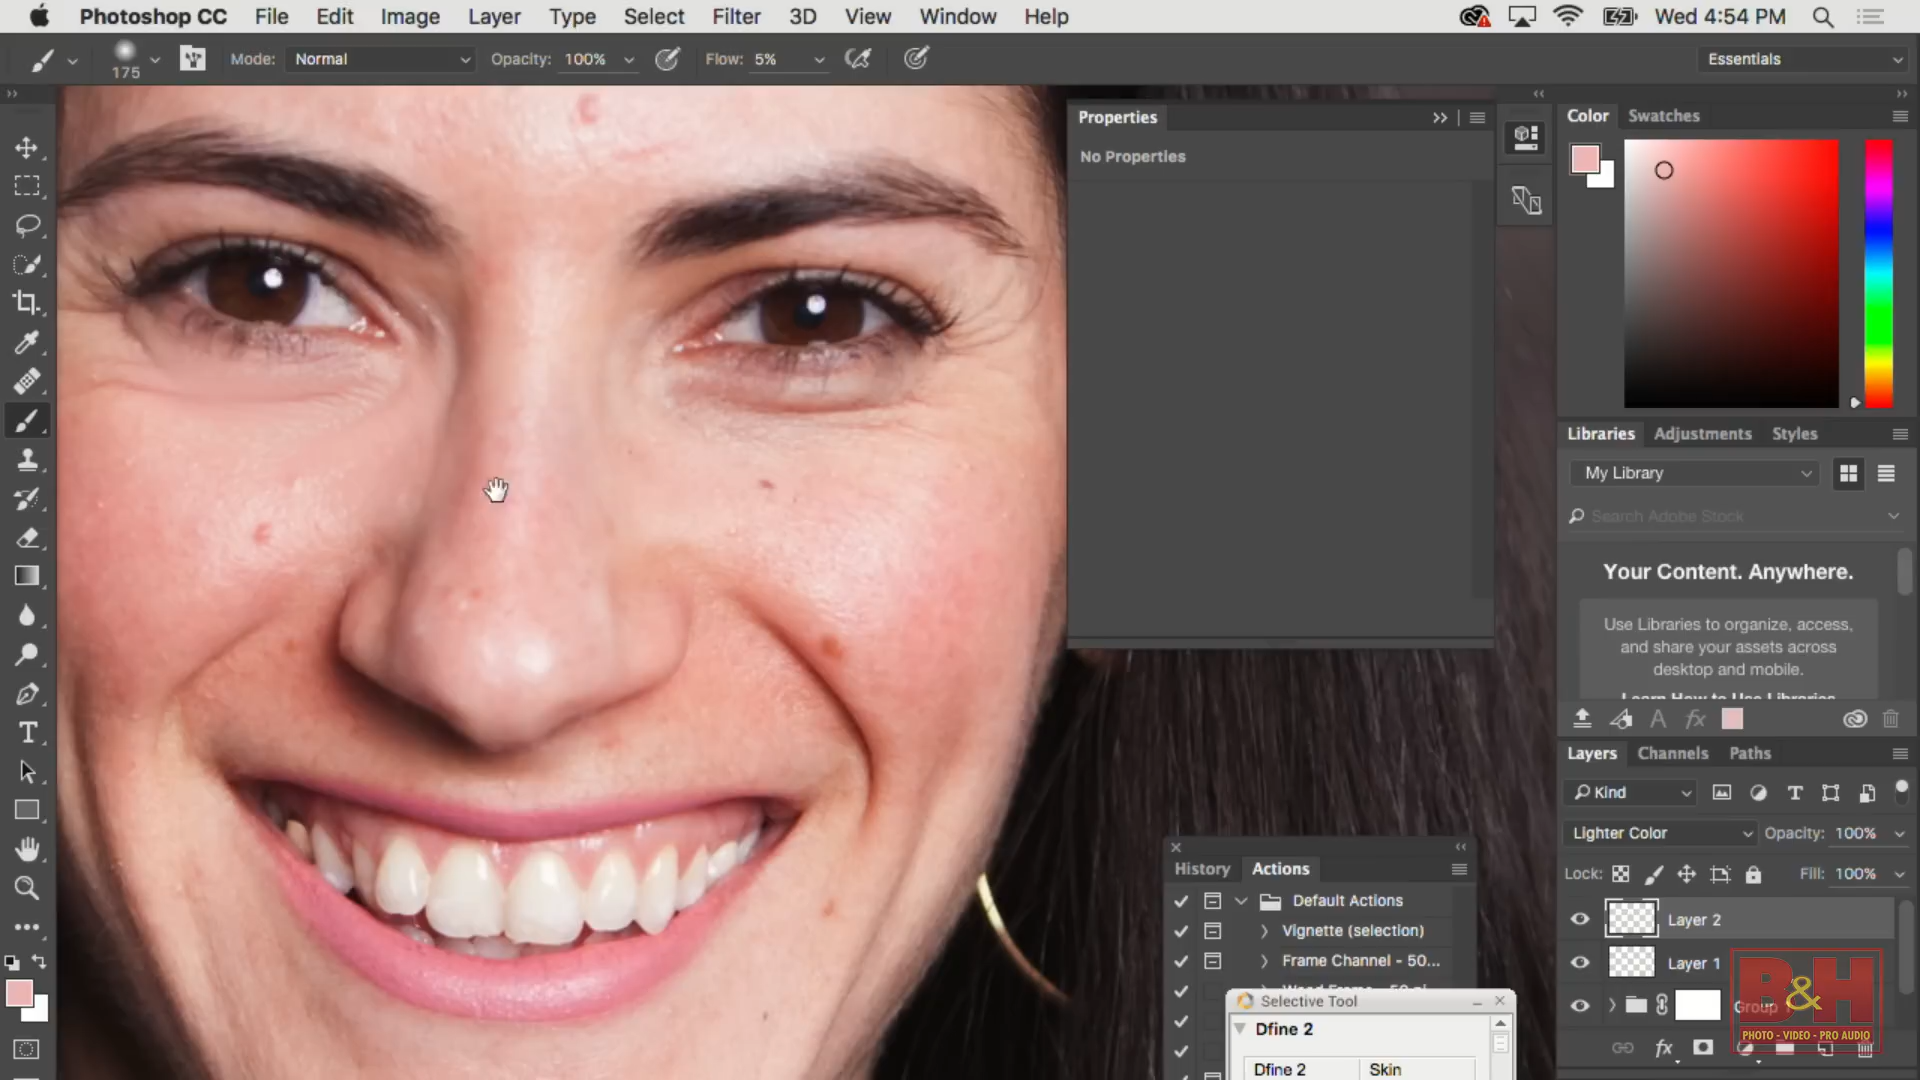 Photoshop CC File Edit Image Layer Type Select Filter 3D View Window Help Wed 4:54 PM
175 Mode: Normal Opacity: 100% Flow: 5% Essentials
Properties
No Properties
Color Swatches
Libraries Adjustments Styles
My Library
Search Adobe Stock
Your Content. Anywhere.
Use Libraries to organize, access,
and share your assets across
desktop and mobile.
Learn How to Use Libraries
Layers Channels Paths
Kind
Lighter Color Opacity: 100%
Lock: Fill: 100%
Layer 2
Layer 1
Group 1
History Actions
Default Actions
Vignette (selection)
Frame Channel - 50...
Selective Tool
Dfine 2
Dfine 2 Skin
B&H
PHOTO - VIDEO - PRO AUDIO